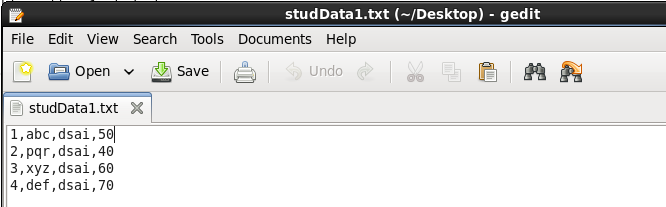 studData1.txt (~/Desktop) - gedit
File Edit View Search Tools Documents Help
Open Save Undo
studData1.txt
1,abc,dsai,50
2,pqr,dsai,40
3,xyz,dsai,60
4,def,dsai,70